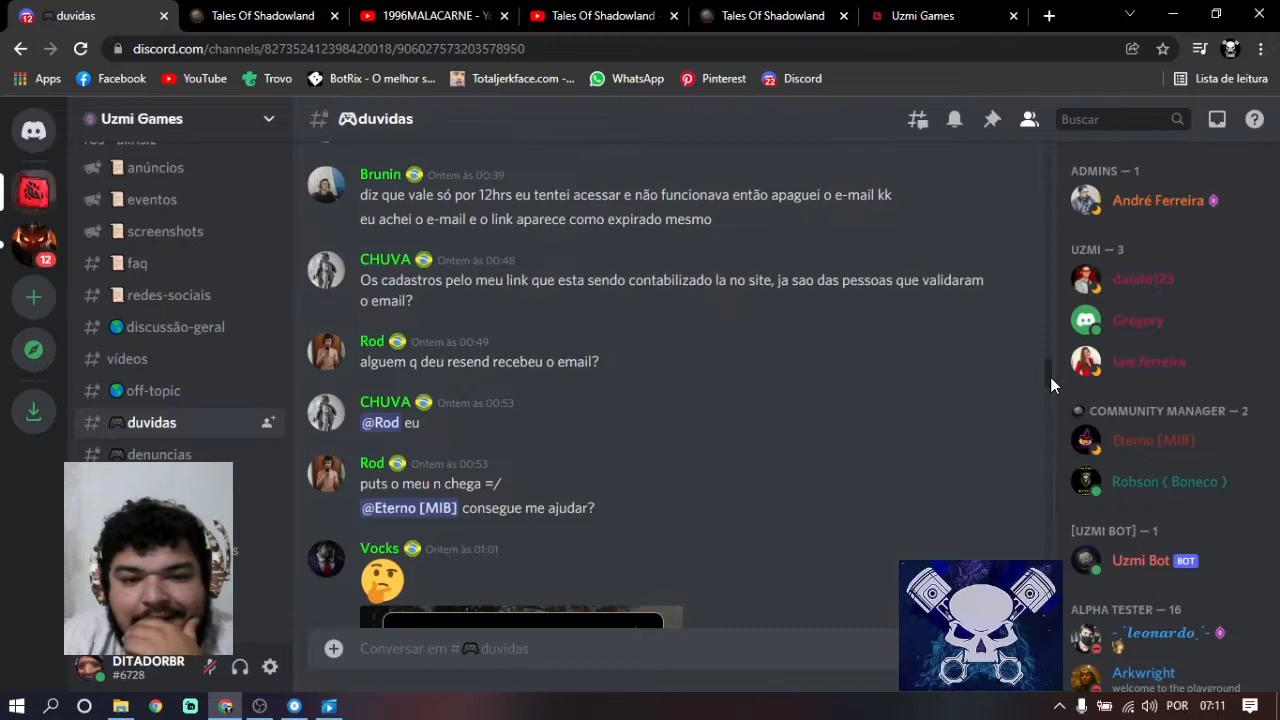 duvidas
Tales Of Shadowland
1996MALACARNE - Yo
Tales Of Shadowland -
Tales Of Shadowland
Uzmi Games
discord.com/channels/827352412398420018/906027573203578950
Apps
Facebook
YouTube
Trovo
BotRix - O melhor s...
Totaljerkface.com -...
WhatsApp
Pinterest
Discord
Lista de leitura
Uzmi Games
duvidas
Buscar
anúncios
eventos
screenshots
faq
redes-sociais
discussão-geral
vídeos
off-topic
duvidas
denuncias
12
DITADORBR
#6728
Brunin Ontem às 00:39
diz que vale só por 12hrs eu tentei acessar e não funcionava então apaguei o e-mail kk
eu achei o e-mail e o link aparece como expirado mesmo
CHUVA Ontem às 00:48
Os cadastros pelo meu link que esta sendo contabilizado la no site, ja sao das pessoas que validaram
o email?
Rod Ontem às 00:49
alguem q deu resend recebeu o email?
CHUVA Ontem às 00:53
@Rod eu
Rod Ontem às 00:53
puts o meu n chega =/
@Eterno [MIB] consegue me ajudar?
Vocks Ontem às 01:01
Conversar em #duvidas
ADMINS — 1
André Ferreira
UZMI — 3
danibt123
Gregory
lais.ferreira
COMMUNITY MANAGER — 2
Eterno [MIB]
Robson ( Boneco )
[UZMI BOT] — 1
Uzmi Bot BOT
ALPHA TESTER — 16
-´leonardo`-
Arkwright
welcome to the playground
POR
07:11